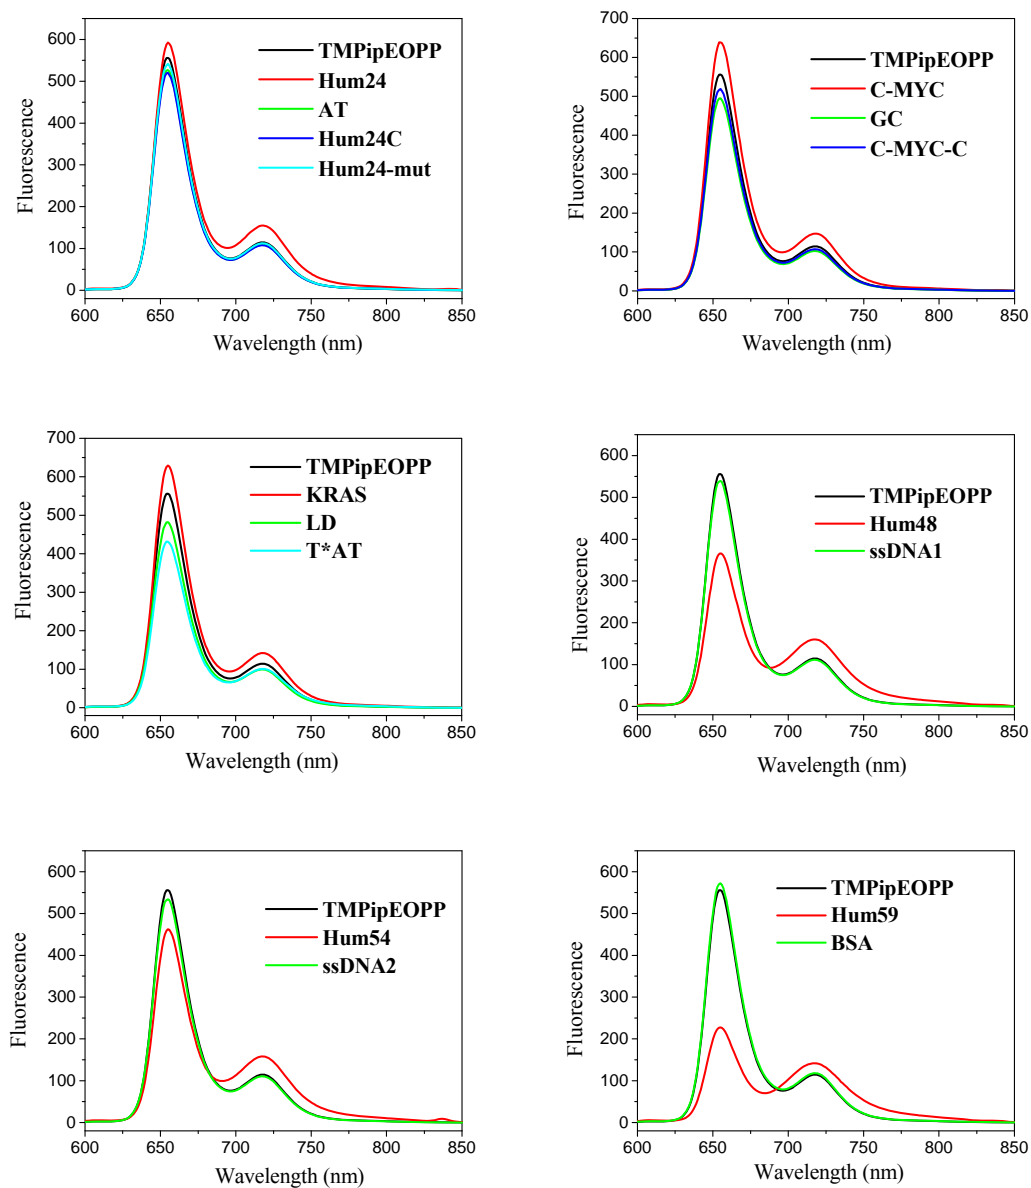 600
500
400
300
200
100
0
Fluorescence
TMPipEOPP
Hum24
AT
Hum24C
Hum24-mut
600 650 700 750 800 850
Wavelength (nm)
700
600
500
400
300
200
100
0
Fluorescence
TMPipEOPP
C-MYC
GC
C-MYC-C
600 650 700 750 800 850
Wavelength (nm)
700
600
500
400
300
200
100
0
Fluorescence
TMPipEOPP
KRAS
LD
T*AT
600 650 700 750 800 850
Wavelength (nm)
600
500
400
300
200
100
0
Fluorescence
TMPipEOPP
Hum48
ssDNA1
600 650 700 750 800 850
Wavelength (nm)
600
500
400
300
200
100
0
Fluorescence
TMPipEOPP
Hum54
ssDNA2
600 650 700 750 800 850
Wavelength (nm)
600
500
400
300
200
100
0
Fluorescence
TMPipEOPP
Hum59
BSA
600 650 700 750 800 850
Wavelength (nm)